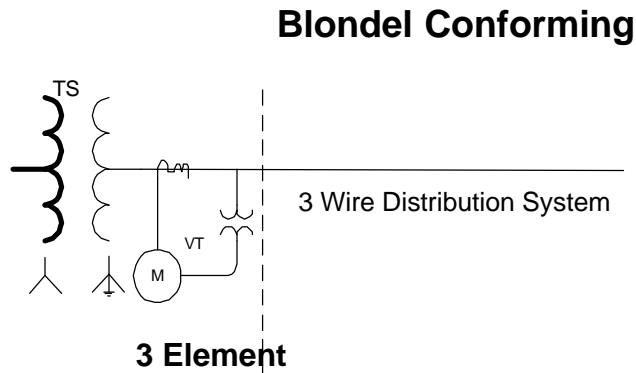 Blondel Conforming
TS
3 Wire Distribution System
VT
M
3 Element